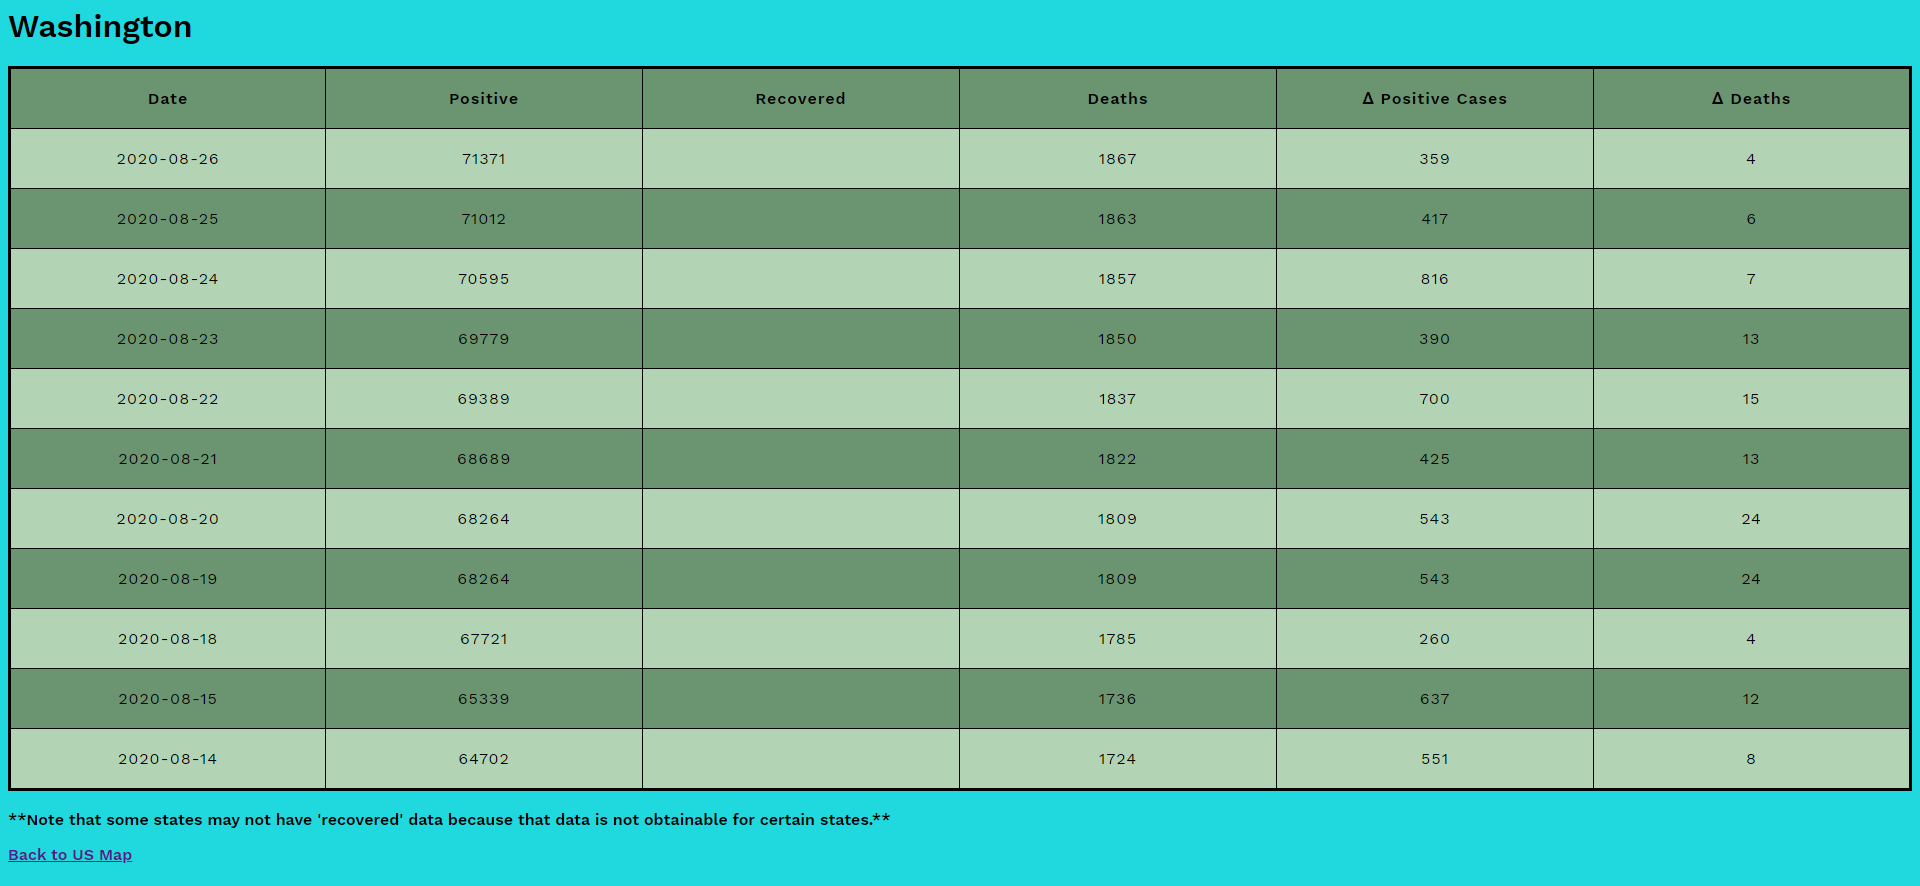 Washington
Date Positive Recovered Deaths Δ Positive Cases Δ Deaths
2020-08-26 71371 1867 359 4
2020-08-25 71012 1863 417 6
2020-08-24 70595 1857 816 7
2020-08-23 69779 1850 390 13
2020-08-22 69389 1837 700 15
2020-08-21 68689 1822 425 13
2020-08-20 68264 1809 543 24
2020-08-19 68264 1809 543 24
2020-08-18 67721 1785 260 4
2020-08-15 65339 1736 637 12
2020-08-14 64702 1724 551 8
**Note that some states may not have 'recovered' data because that data is not obtainable for certain states.**
Back to US Map